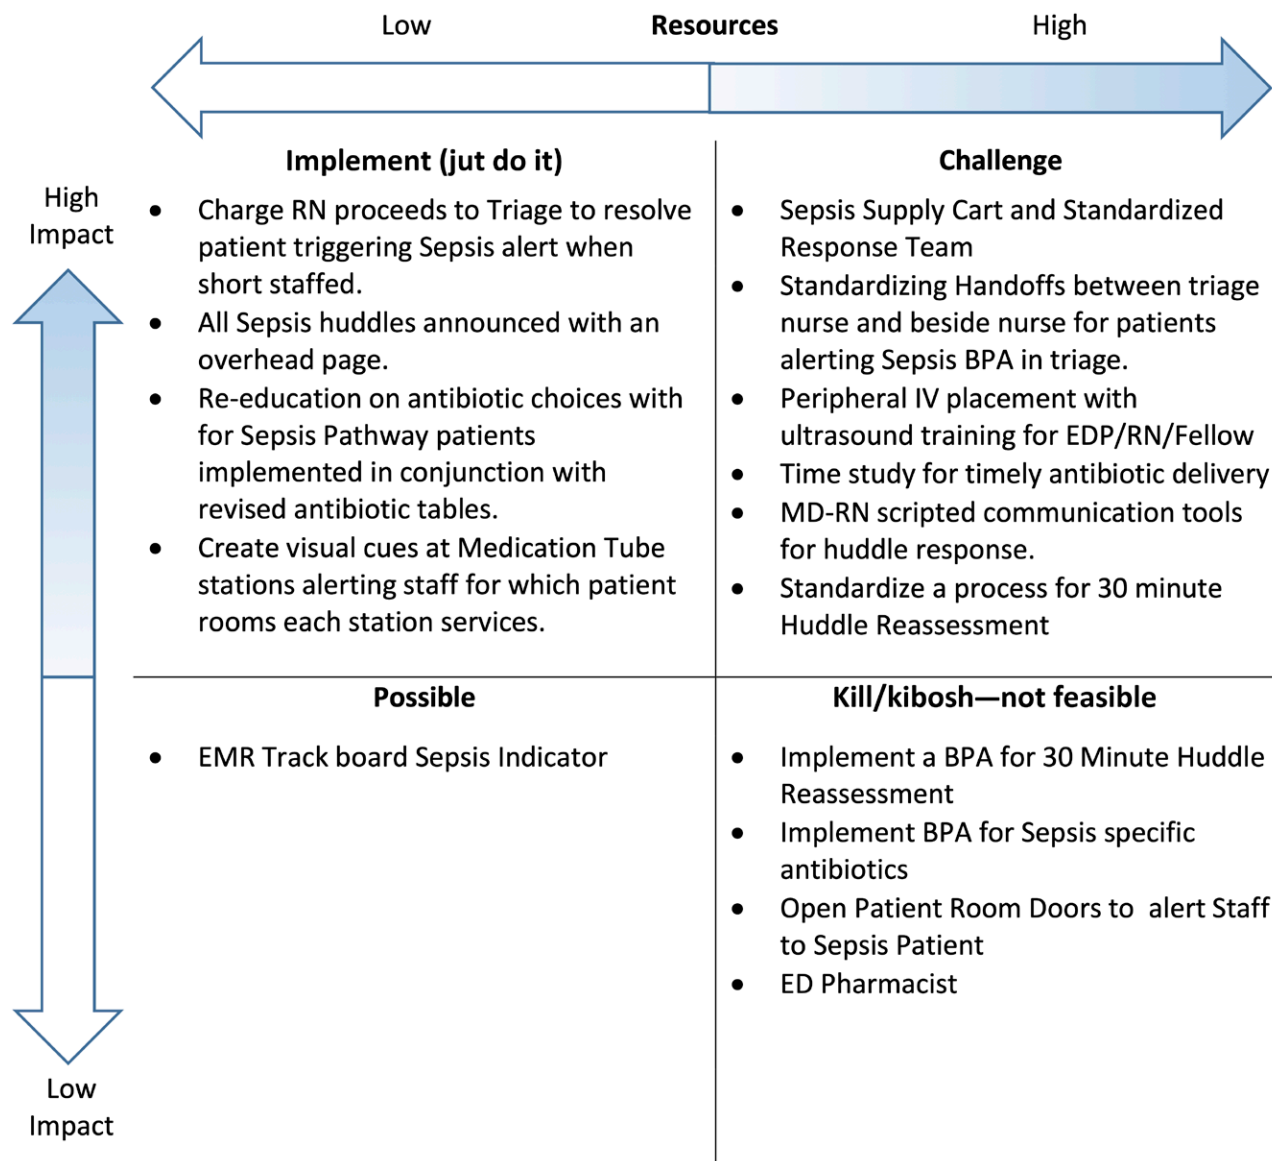 Low Resources High
Implement (jut do it)
High
Impact
• Charge RN proceeds to Triage to resolve
patient triggering Sepsis alert when
short staffed.
• All Sepsis huddles announced with an
overhead page.
• Re-education on antibiotic choices with
for Sepsis Pathway patients
implemented in conjunction with
revised antibiotic tables.
• Create visual cues at Medication Tube
stations alerting staff for which patient
rooms each station services.
Challenge
• Sepsis Supply Cart and Standardized
Response Team
• Standardizing Handoffs between triage
nurse and beside nurse for patients
alerting Sepsis BPA in triage.
• Peripheral IV placement with
ultrasound training for EDP/RN/Fellow
• Time study for timely antibiotic delivery
• MD-RN scripted communication tools
for huddle response.
• Standardize a process for 30 minute
Huddle Reassessment
Possible
• EMR Track board Sepsis Indicator
Kill/kibosh—not feasible
• Implement a BPA for 30 Minute Huddle
Reassessment
• Implement BPA for Sepsis specific
antibiotics
• Open Patient Room Doors to alert Staff
to Sepsis Patient
• ED Pharmacist
Low
Impact